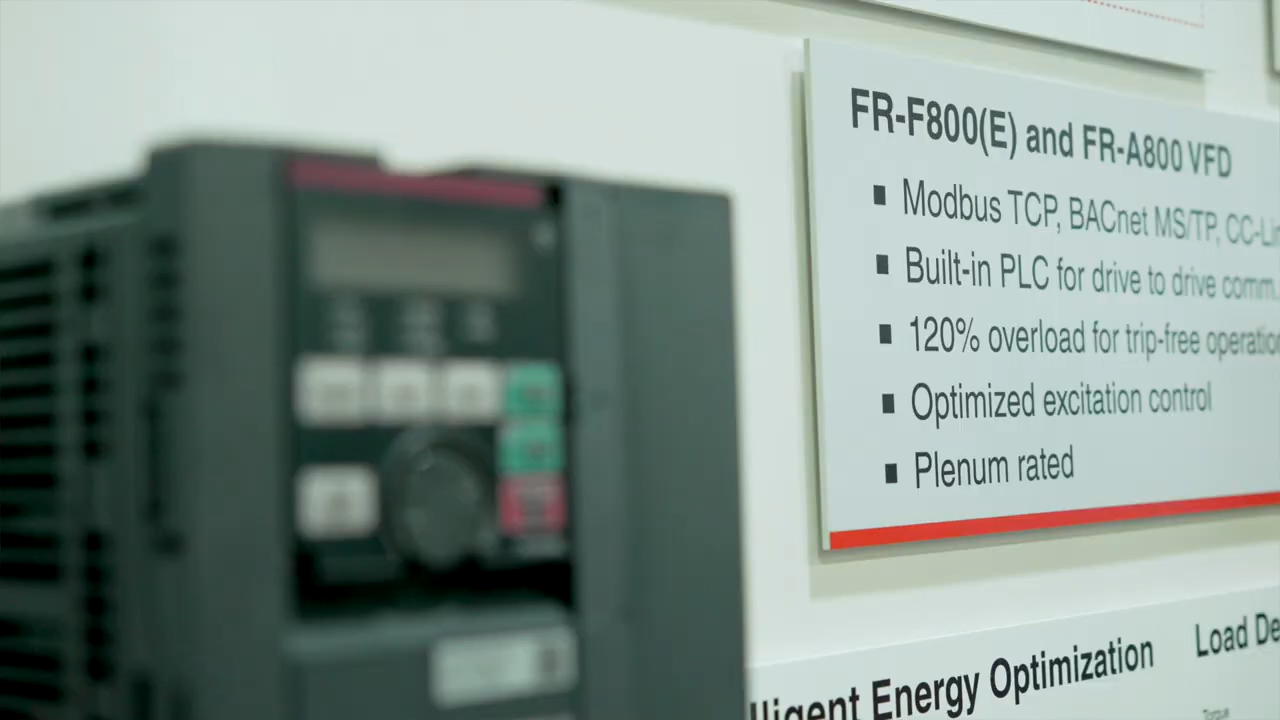 FR-F800(E) and FR-A800 VFD
▪ Modbus TCP, BACnet MS/TP, CC-Lin
▪ Built-in PLC for drive to drive comm.
▪ 120% overload for trip-free operatio
▪ Optimized excitation control
▪ Plenum rated
lligent Energy Optimization
Load De
Torque